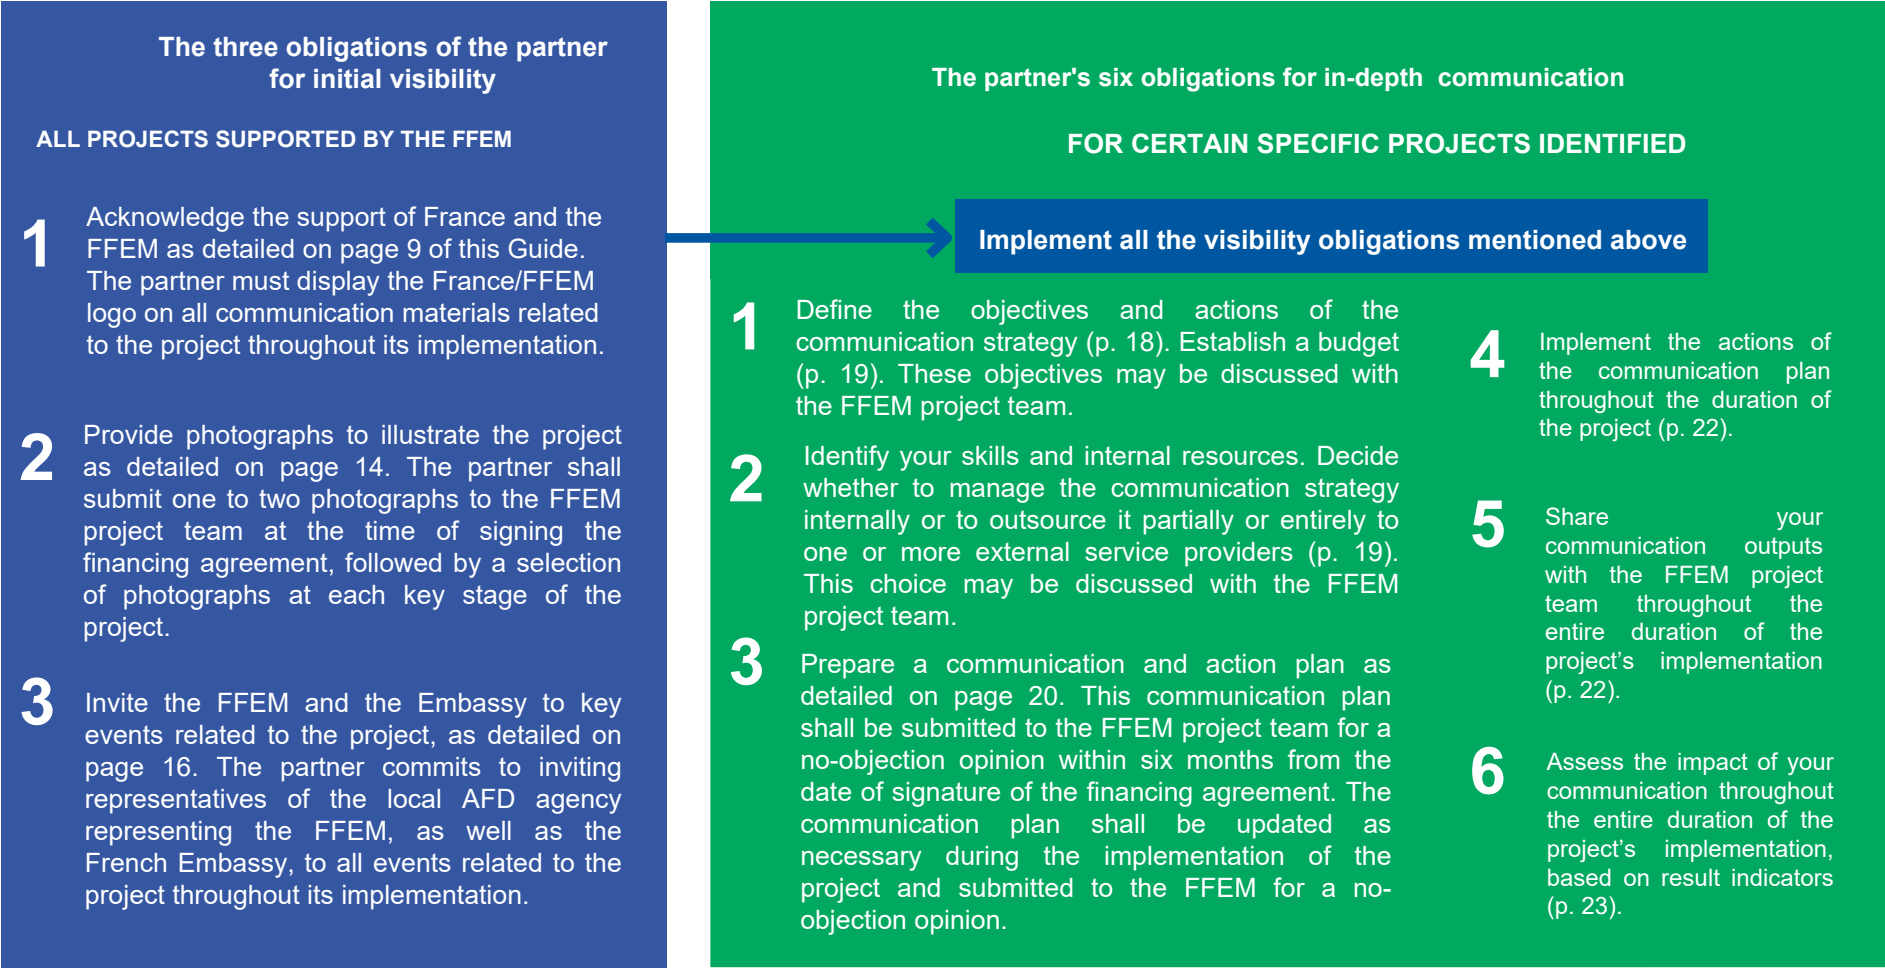 The three obligations of the partner
for initial visibility
ALL PROJECTS SUPPORTED BY THE FFEM
1
Acknowledge the support of France and the
FFEM as detailed on page 9 of this Guide.
The partner must display the France/FFEM
logo on all communication materials related
to the project throughout its implementation.
2
Provide photographs to illustrate the project
as detailed on page 14. The partner shall
submit one to two photographs to the FFEM
project team at the time of signing the
financing agreement, followed by a selection
of photographs at each key stage of the
project.
3
Invite the FFEM and the Embassy to key
events related to the project, as detailed on
page 16. The partner commits to inviting
representatives of the local AFD agency
representing the FFEM, as well as the
French Embassy, to all events related to the
project throughout its implementation.
The partner's six obligations for in-depth communication
FOR CERTAIN SPECIFIC PROJECTS IDENTIFIED
Implement all the visibility obligations mentioned above
1
Define the objectives and actions of the
communication strategy (p. 18). Establish a budget
(p. 19). These objectives may be discussed with
the FFEM project team.
2
Identify your skills and internal resources. Decide
whether to manage the communication strategy
internally or to outsource it partially or entirely to
one or more external service providers (p. 19).
This choice may be discussed with the FFEM
project team.
3
Prepare a communication and action plan as
detailed on page 20. This communication plan
shall be submitted to the FFEM project team for a
no-objection opinion within six months from the
date of signature of the financing agreement. The
communication plan shall be updated as
necessary during the implementation of the
project and submitted to the FFEM for a no-
objection opinion.
4
Implement the actions of
the communication plan
throughout the duration of
the project (p. 22).
5
Share your
communication outputs
with the FFEM project
team throughout the
entire duration of the
project’s implementation
(p. 22).
6
Assess the impact of your
communication throughout
the entire duration of the
project’s implementation,
based on result indicators
(p. 23).